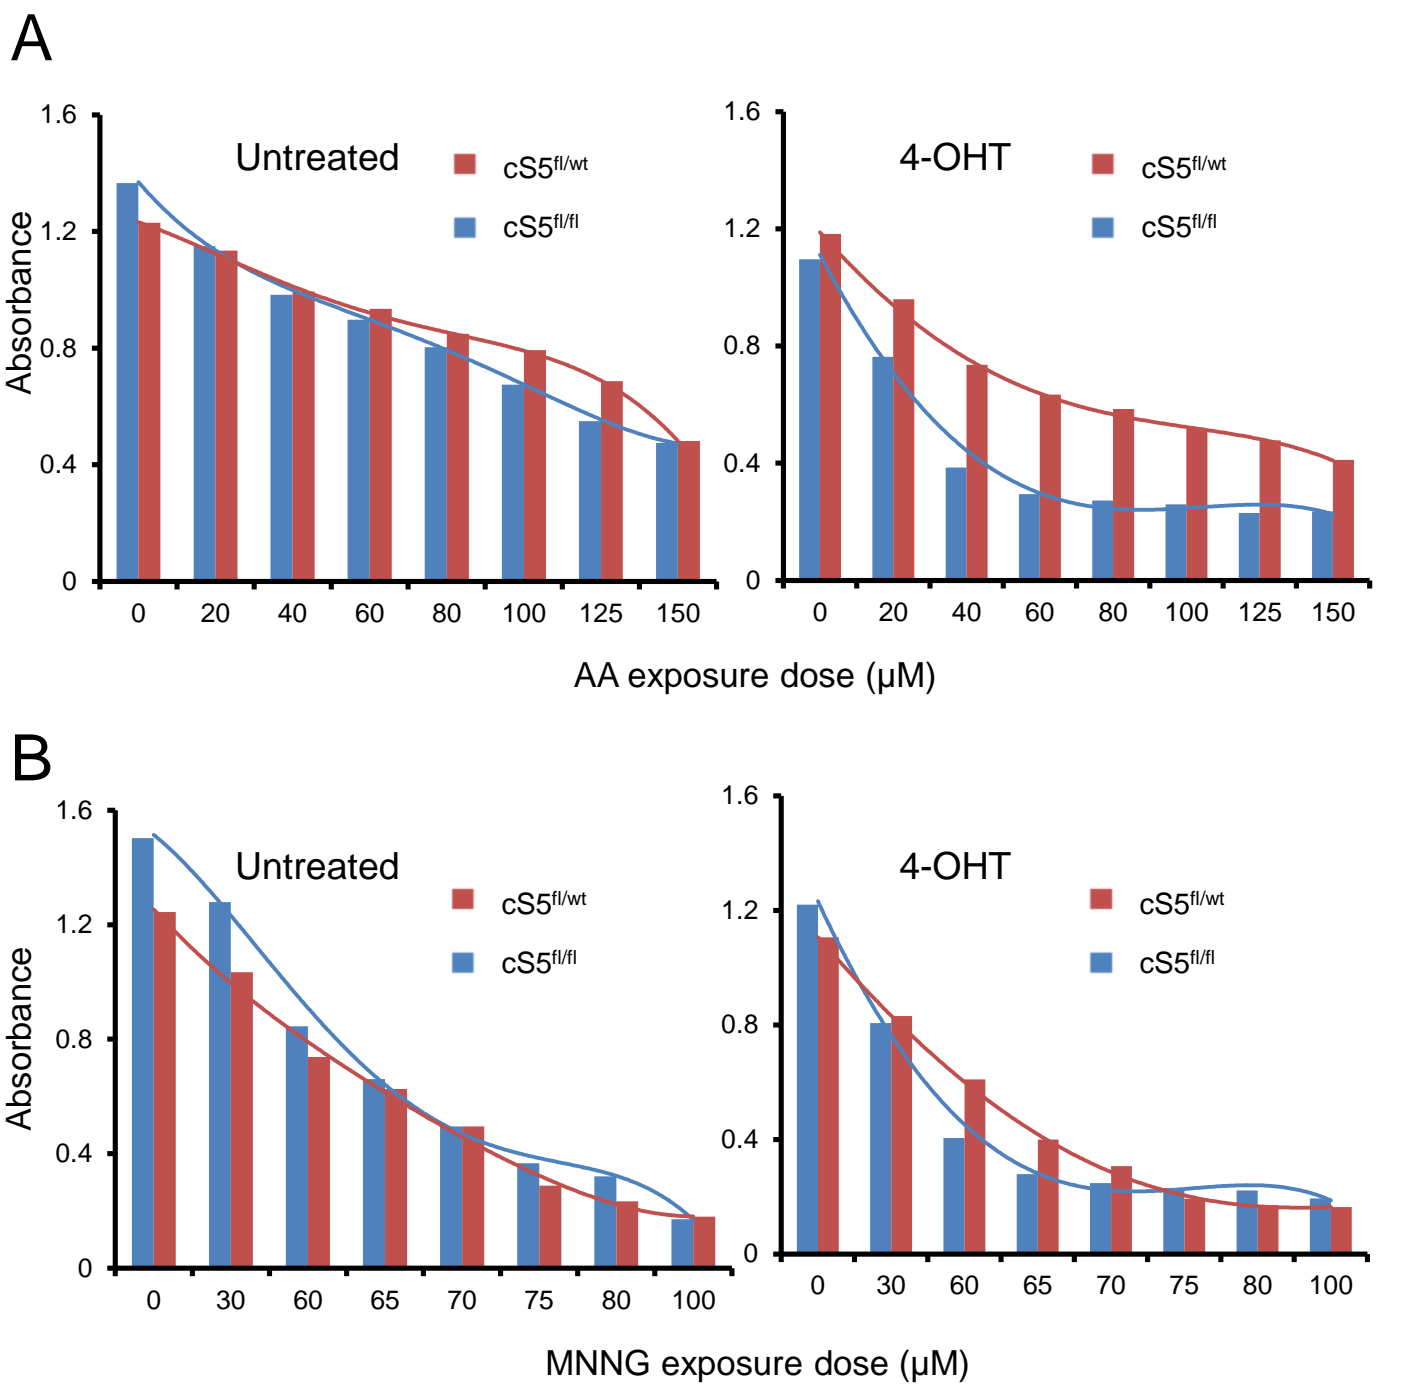 A
Untreated
cS5fl/wt
cS5fl/fl
Absorbance
1.6
1.2
0.8
0.4
0
0 20 40 60 80 100 125 150
4-OHT
cS5fl/wt
cS5fl/fl
1.6
1.2
0.8
0.4
0
0 20 40 60 80 100 125 150
AA exposure dose (µM)
B
Untreated
cS5fl/wt
cS5fl/fl
Absorbance
1.6
1.2
0.8
0.4
0
0 30 60 65 70 75 80 100
4-OHT
cS5fl/wt
cS5fl/fl
1.6
1.2
0.8
0.4
0
0 30 60 65 70 75 80 100
MNNG exposure dose (µM)